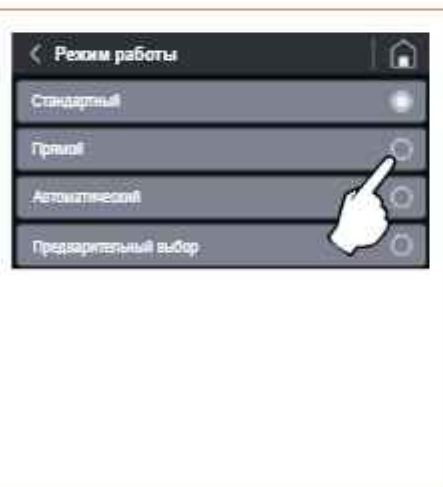 Режим работы
Стандартный
Прямой
Автоматический
Предварительный выбор